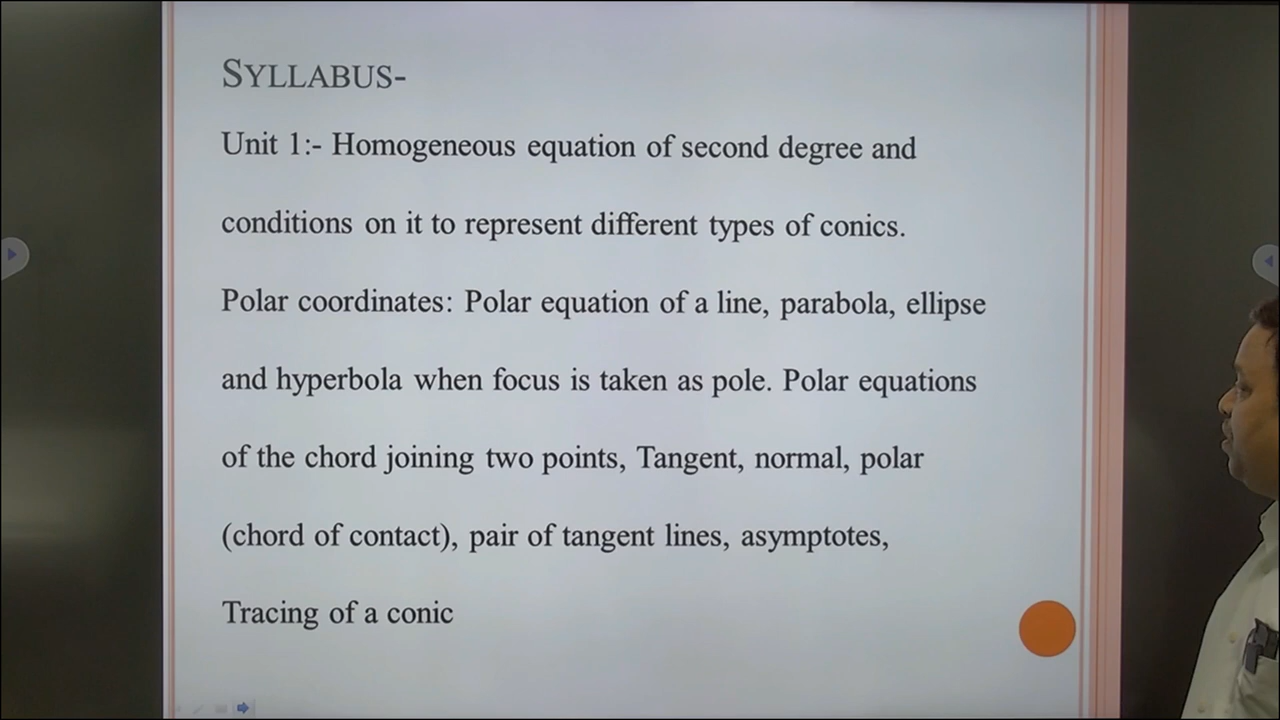 SYLLABUS-
Unit 1:- Homogeneous equation of second degree and
conditions on it to represent different types of conics.
Polar coordinates: Polar equation of a line, parabola, ellipse
and hyperbola when focus is taken as pole. Polar equations
of the chord joining two points, Tangent, normal, polar
(chord of contact), pair of tangent lines, asymptotes,
Tracing of a conic